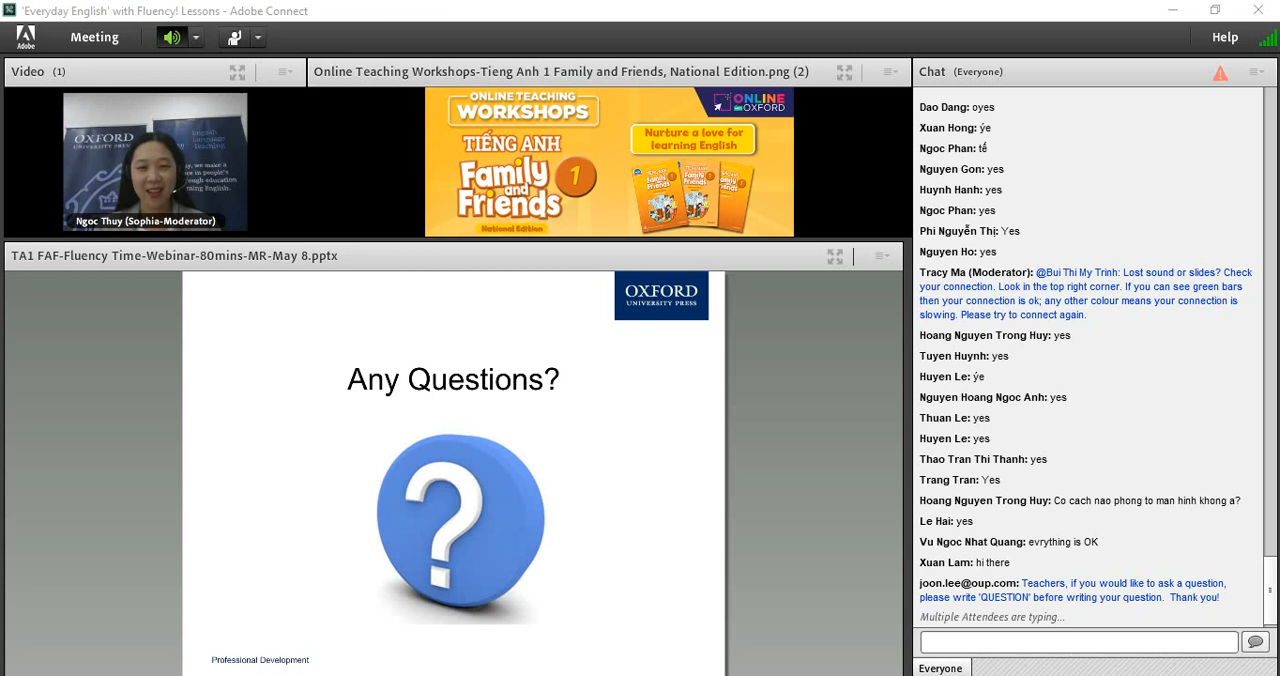 'Everyday English' with Fluency! Lessons - Adobe Connect
Adobe
Meeting
Help
Video (1)
OXFORD
UNIVERSITY PRESS
English
Language
Teaching
Ngoc Thuy (Sophia-Moderator)
Online Teaching Workshops-Tieng Anh 1 Family and Friends, National Edition.png (2)
ONLINE TEACHING
WORKSHOPS
TIẾNG ANH
Family
and
Friends
1
National Edition
ONLINE
OXFORD
Nurture a love for
learning English
TA1 FAF-Fluency Time-Webinar-80mins-MR-May 8.pptx
OXFORD
UNIVERSITY PRESS
Any Questions?
?
Professional Development
Chat (Everyone)
Dao Dang: oyes
Xuan Hong: ýe
Ngoc Phan: tế
Nguyen Gon: yes
Huynh Hanh: yes
Ngoc Phan: yes
Phi Nguyễn Thị: Yes
Nguyen Ho: yes
Tracy Ma (Moderator): @Bui Thi My Trinh: Lost sound or slides? Check
your connection. Look in the top right corner. If you can see green bars
then your connection is ok; any other colour means your connection is
slowing. Please try to connect again.
Hoang Nguyen Trong Huy: yes
Tuyen Huynh: yes
Huyen Le: ýe
Nguyen Hoang Ngoc Anh: yes
Thuan Le: yes
Huyen Le: yes
Thao Tran Thi Thanh: yes
Trang Tran: Yes
Hoang Nguyen Trong Huy: Co cach nao phong to man hinh khong a?
Le Hai: yes
Vu Ngoc Nhat Quang: evrything is OK
Xuan Lam: hi there
joon.lee@oup.com: Teachers, if you would like to ask a question,
please write 'QUESTION' before writing your question. Thank you!
Multiple Attendees are typing...
Everyone